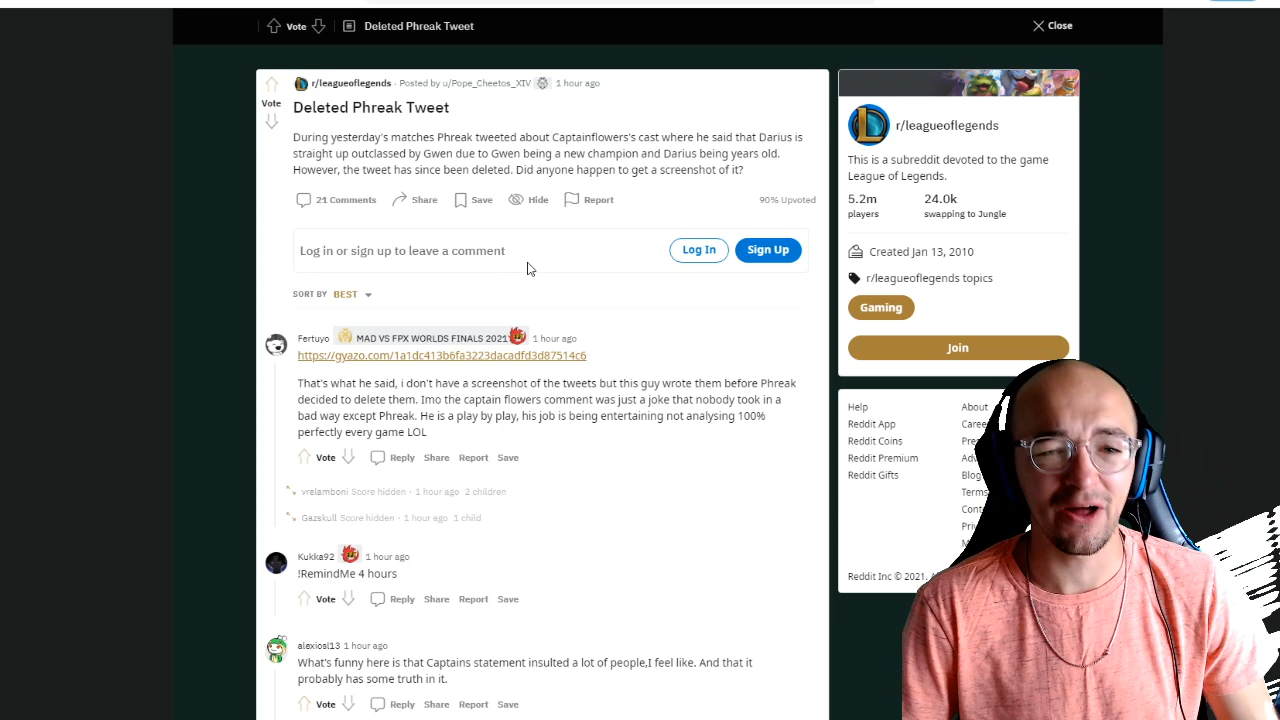 Vote
Deleted Phreak Tweet
Close
r/leagueoflegends · Posted by u/Pope_Cheetos_XIV 1 hour ago
Vote
Deleted Phreak Tweet
During yesterday's matches Phreak tweeted about Captainflowers's cast where he said that Darius is
straight up outclassed by Gwen due to Gwen being a new champion and Darius being years old.
However, the tweet has since been deleted. Did anyone happen to get a screenshot of it?
21 Comments Share Save Hide Report 90% Upvoted
Log in or sign up to leave a comment Log In Sign Up
SORT BY BEST
Fertuyo MAD VS FPX WORLDS FINALS 2021 1 hour ago
https://gyazo.com/1a1dc413b6fa3223dacadfd3d87514c6
That's what he said, i don't have a screenshot of the tweets but this guy wrote them before Phreak
decided to delete them. Imo the captain flowers comment was just a joke that nobody took in a
bad way except Phreak. He is a play by play, his job is being entertaining not analysing 100%
perfectly every game LOL
Vote Reply Share Report Save
vrelamboni Score hidden · 1 hour ago 2 children
Gazskull Score hidden · 1 hour ago 1 child
Kukka92 1 hour ago
!RemindMe 4 hours
Vote Reply Share Report Save
alexiosl13 1 hour ago
What's funny here is that Captains statement insulted a lot of people,I feel like. And that it
probably has some truth in it.
Vote Reply Share Report Save
r/leagueoflegends
This is a subreddit devoted to the game
League of Legends.
5.2m 24.0k
players swapping to Jungle
Created Jan 13, 2010
r/leagueoflegends topics
Gaming
Join
Help About
Reddit App
Reddit Coins
Reddit Premium
Reddit Gifts Blog
Reddit Inc © 2021.